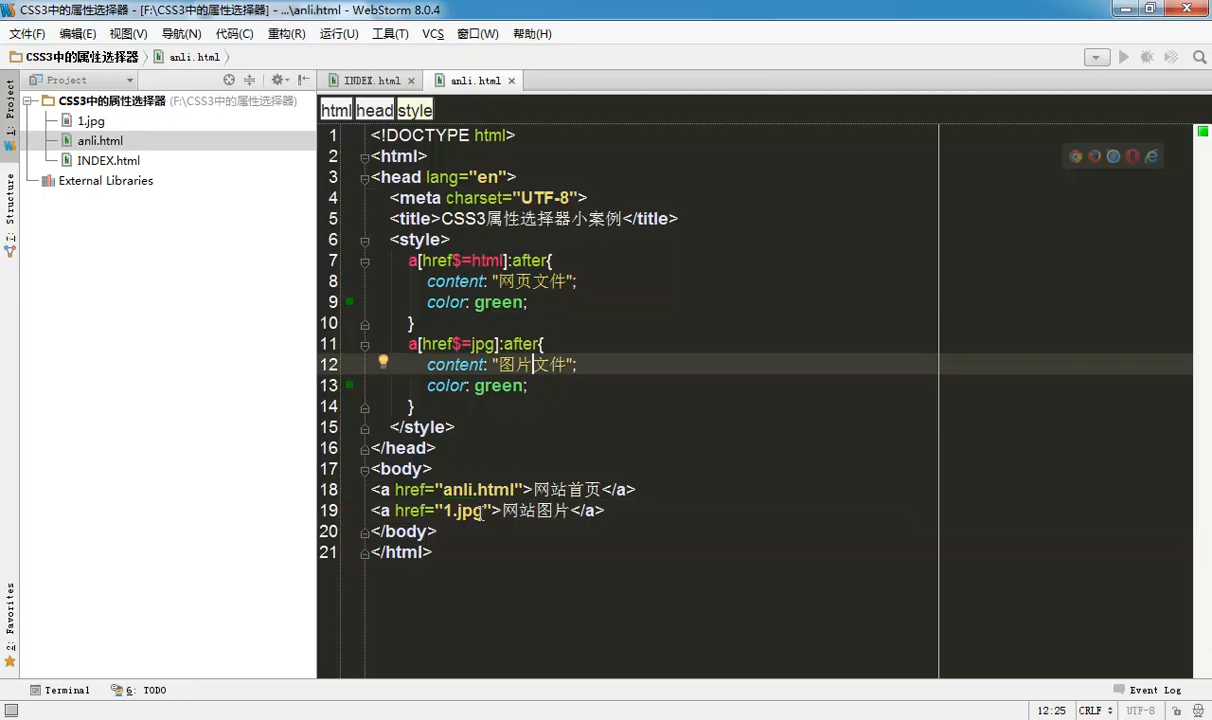 CSS3中的属性选择器 - [F:\CSS3中的属性选择器] - ...\anli.html - WebStorm 8.0.4
文件(F) 编辑(E) 视图(V) 导航(N) 代码(C) 重构(R) 运行(U) 工具(T) VCS 窗口(W) 帮助(H)
CSS3中的属性选择器 anli.html
Project
INDEX.html anli.html
1: Project
Z: Structure
2: Favorites
CSS3中的属性选择器 (F:\CSS3中的属性选择器)
1.jpg
anli.html
INDEX.html
External Libraries
html head style
1 <!DOCTYPE html>
2 <html>
3 <head lang="en">
4 <meta charset="UTF-8">
5 <title>CSS3属性选择器小案例</title>
6 <style>
7 a[href$=html]:after{
8 content: "网页文件";
9 color: green;
10 }
11 a[href$=jpg]:after{
12 content: "图片文件";
13 color: green;
14 }
15 </style>
16 </head>
17 <body>
18 <a href="anli.html">网站首页</a>
19 <a href="1.jpg">网站图片</a>
20 </body>
21 </html>
Terminal 6: TODO Event Log
12:25 CRLF UTF-8